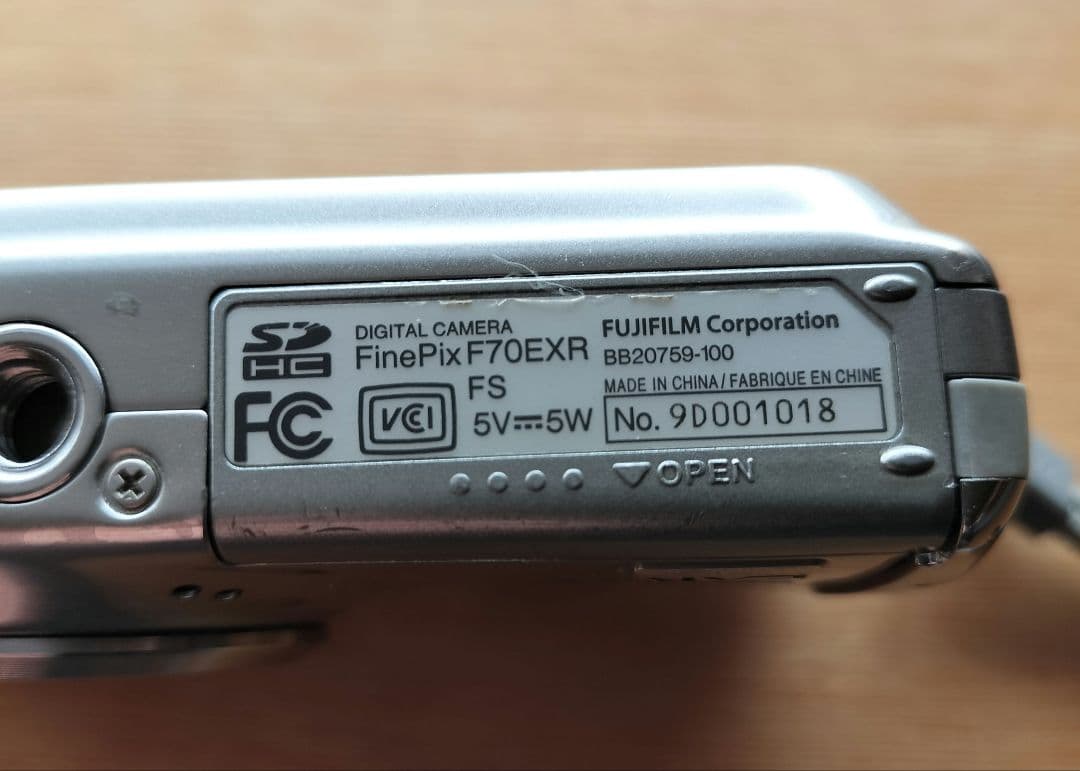 SD
HC
FC
VCCI
DIGITAL CAMERA
FinePix F70EXR
FS
5V⎓5W
FUJIFILM Corporation
BB20759-100
MADE IN CHINA / FABRIQUE EN CHINE
No. 9D001018
▽OPEN